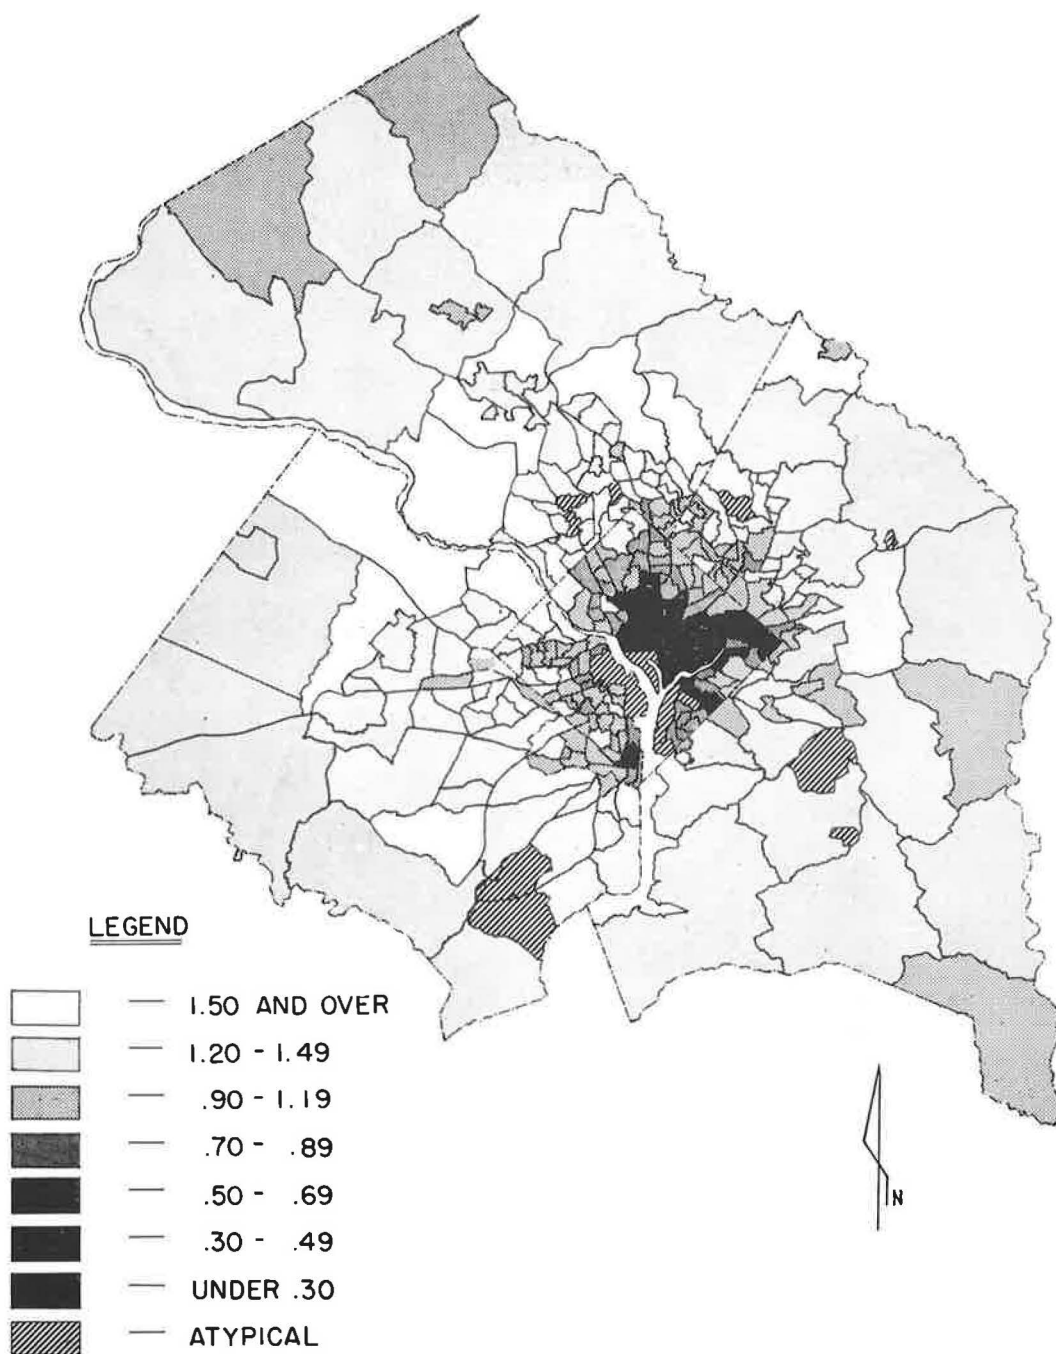 LEGEND
— 1.50 AND OVER
— 1.20 - 1.49
— .90 - 1.19
— .70 - .89
— .50 - .69
— .30 - .49
— UNDER .30
— ATYPICAL
N